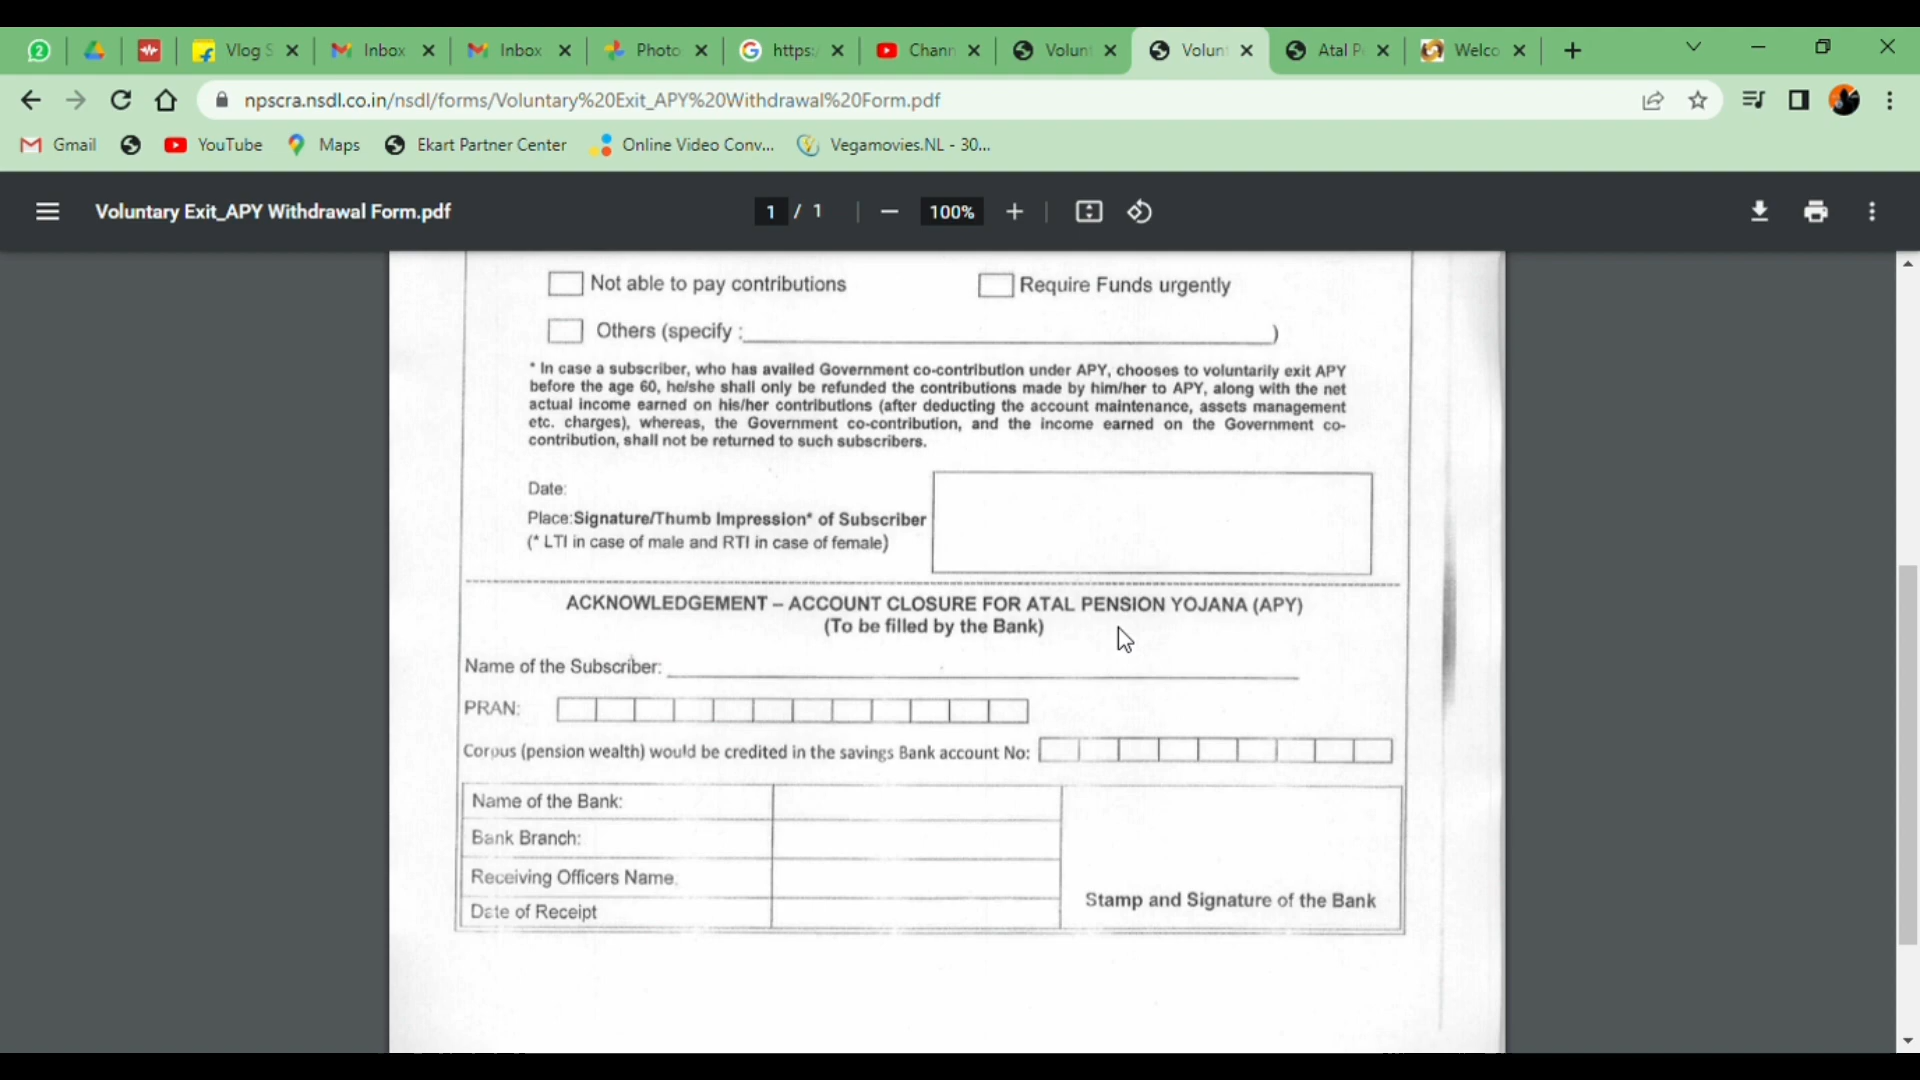 2 Vlog S Inbox Inbox Photo https: Chann Volun Volun Atal P Welco
npscra.nsdl.co.in/nsdl/forms/Voluntary%20Exit_APY%20Withdrawal%20Form.pdf
Gmail YouTube Maps Ekart Partner Center Online Video Conv... Vegamovies.NL - 30...
Voluntary Exit_APY Withdrawal Form.pdf 1 / 1 100%
Not able to pay contributions Require Funds urgently
Others (specify :______)
* In case a subscriber, who has availed Government co-contribution under APY, chooses to voluntarily exit APY
before the age 60, he/she shall only be refunded the contributions made by him/her to APY, along with the net
actual income earned on his/her contributions (after deducting the account maintenance, assets management
etc. charges), whereas, the Government co-contribution, and the income earned on the Government co-
contribution, shall not be returned to such subscribers.
Date:
Place:Signature/Thumb Impression* of Subscriber
(* LTI in case of male and RTI in case of female)
ACKNOWLEDGEMENT – ACCOUNT CLOSURE FOR ATAL PENSION YOJANA (APY)
(To be filled by the Bank)
Name of the Subscriber:
PRAN:
Corpus (pension wealth) would be credited in the savings Bank account No:
Name of the Bank:
Bank Branch:
Receiving Officers Name
Date of Receipt
Stamp and Signature of the Bank